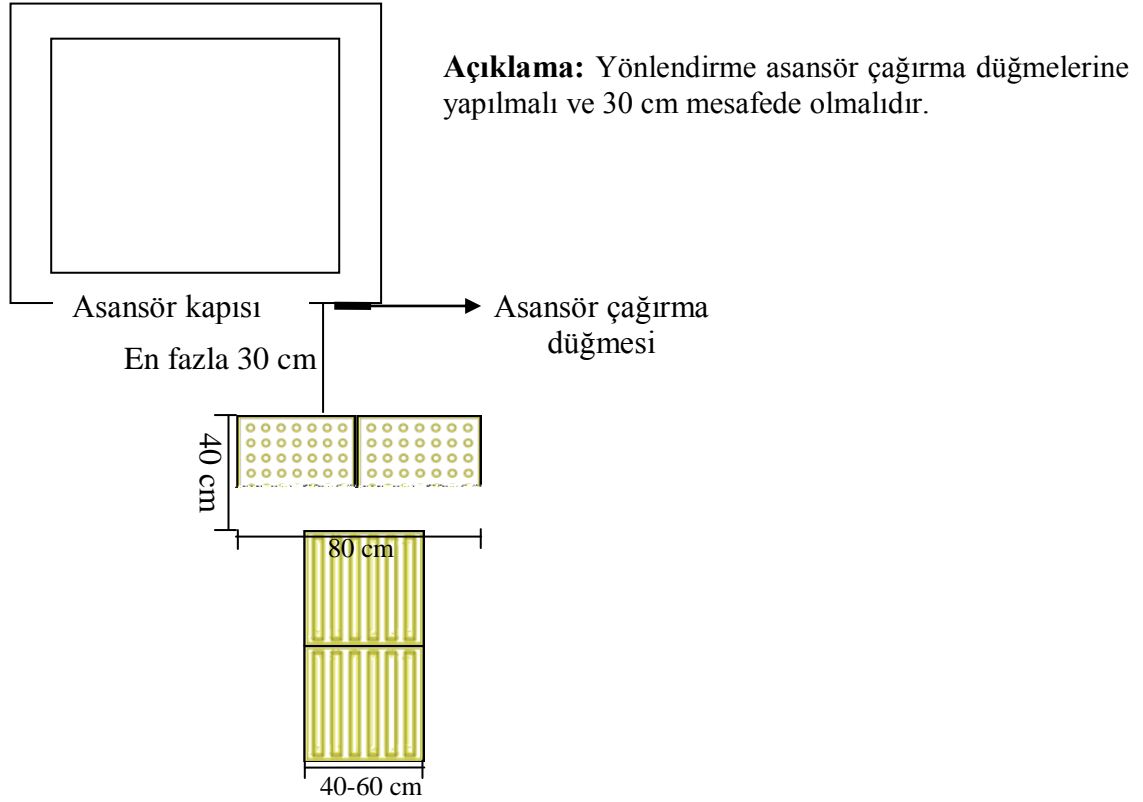 Açıklama: Yönlendirme asansör çağırma düğmelerine
yapılmalı ve 30 cm mesafede olmalıdır.
Asansör kapısı
Asansör çağırma
düğmesi
En fazla 30 cm
40 cm
80 cm
40-60 cm